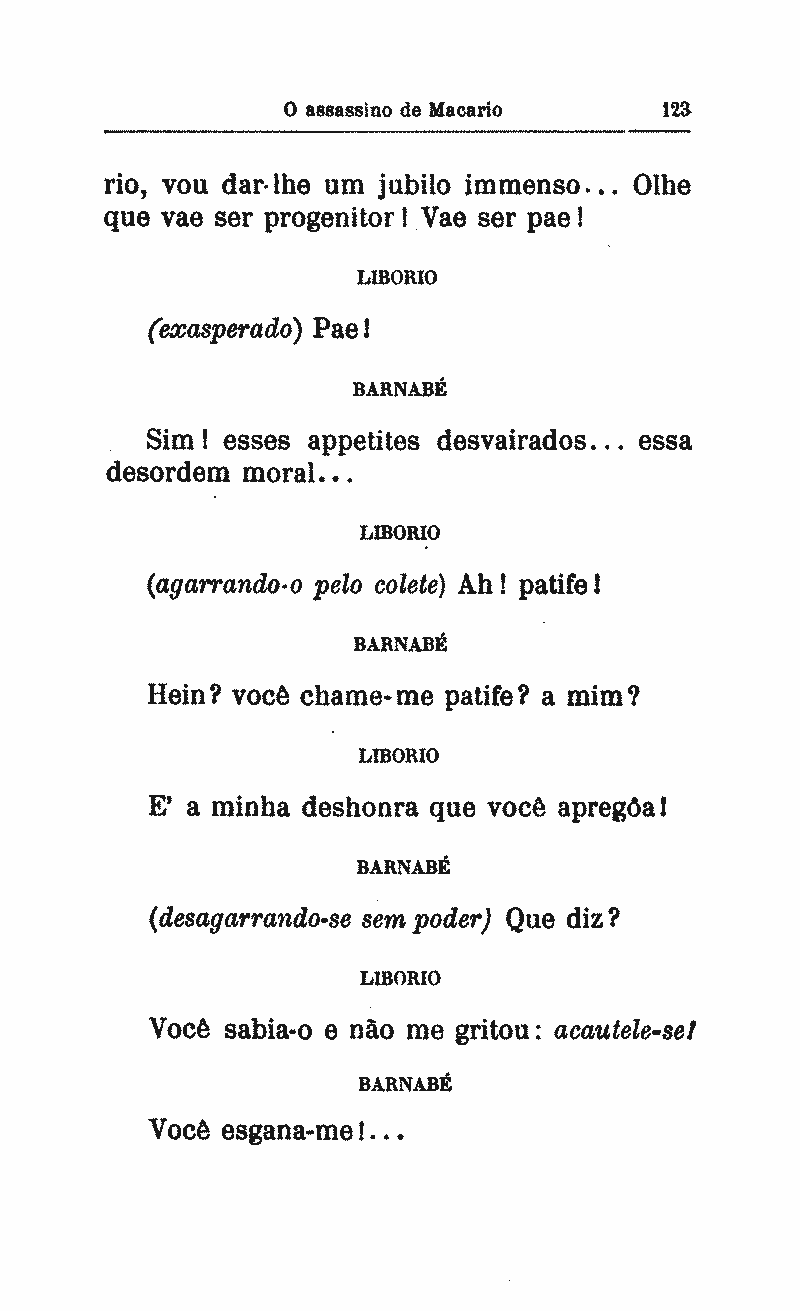 O assassino de Macario 123
rio, vou dar-lhe um jubilo immenso... Olhe
que vae ser progenitor! Vae ser pae!
LIBORIO
(exasperado) Pae!
BARNABÉ
Sim! esses appetites desvairados... essa
desordem moral...
LIBORIO
(agarrando-o pelo colete) Ah! patife!
BARNABÉ
Hein? você chame-me patife? a mim?
LIBORIO
E' a minha deshonra que você apregôa!
BARNABÉ
(desagarrando-se sem poder) Que diz?
LIBORIO
Você sabia-o e não me gritou: acautele-se!
BARNABÉ
Você esgana-me!...